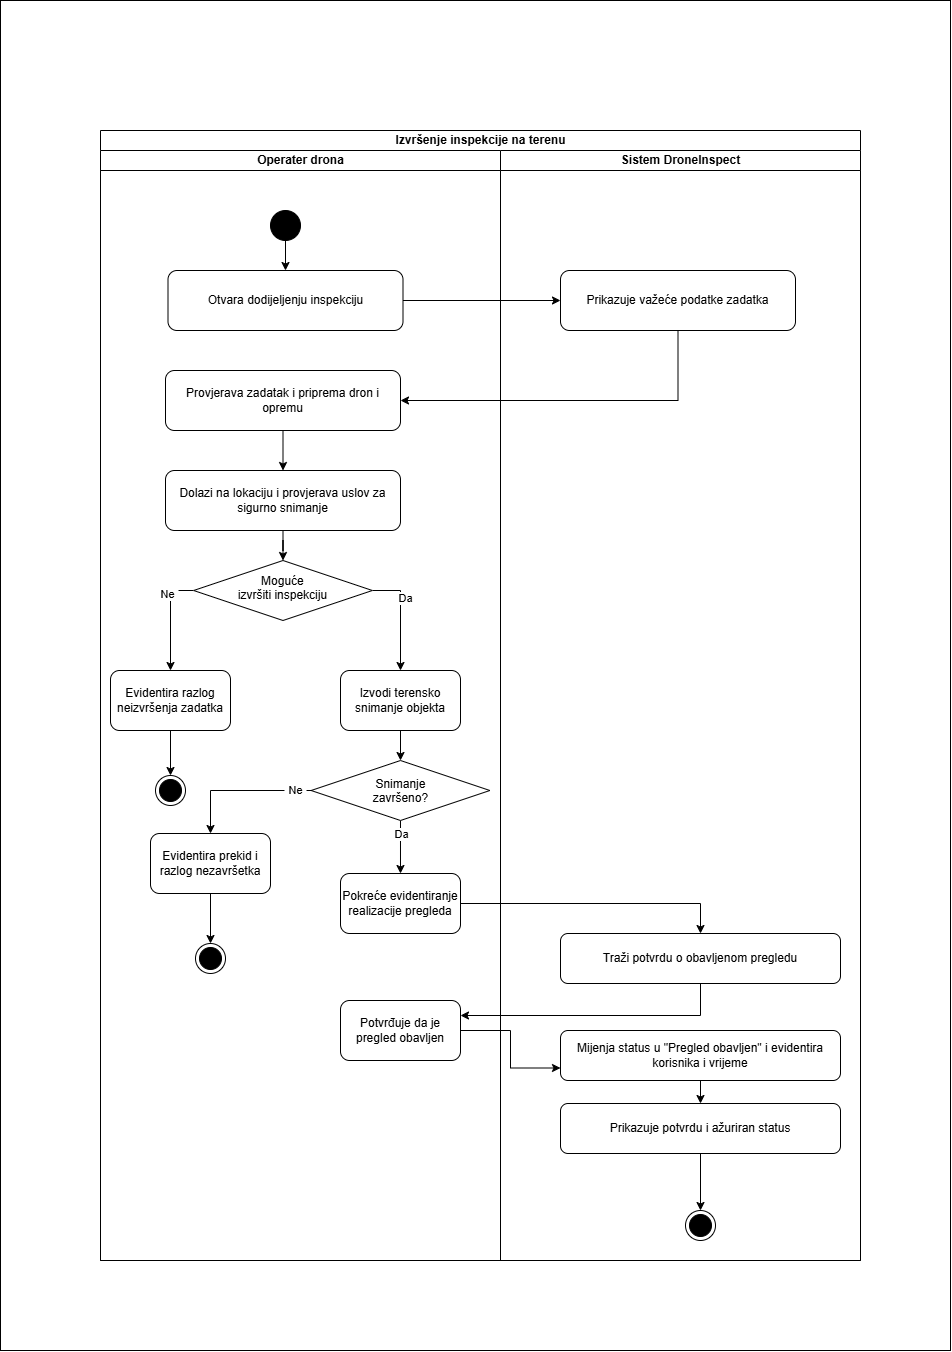 Izvršenje inspekcije na terenu
Operater drona
Sistem DroneInspect
Otvara dodijeljenju inspekciju
Prikazuje važeće podatke zadatka
Provjerava zadatak i priprema dron i
opremu
Dolazi na lokaciju i provjerava uslov za
sigurno snimanje
Moguće
izvršiti inspekciju
Ne
Da
Evidentira razlog
neizvršenja zadatka
Izvodi terensko
snimanje objekta
Snimanje
završeno?
Ne
Da
Evidentira prekid i
razlog nezavršetka
Pokreće evidentiranje
realizacije pregleda
Traži potvrdu o obavljenom pregledu
Potvrđuje da je
pregled obavljen
Mijenja status u "Pregled obavljen" i evidentira
korisnika i vrijeme
Prikazuje potvrdu i ažuriran status